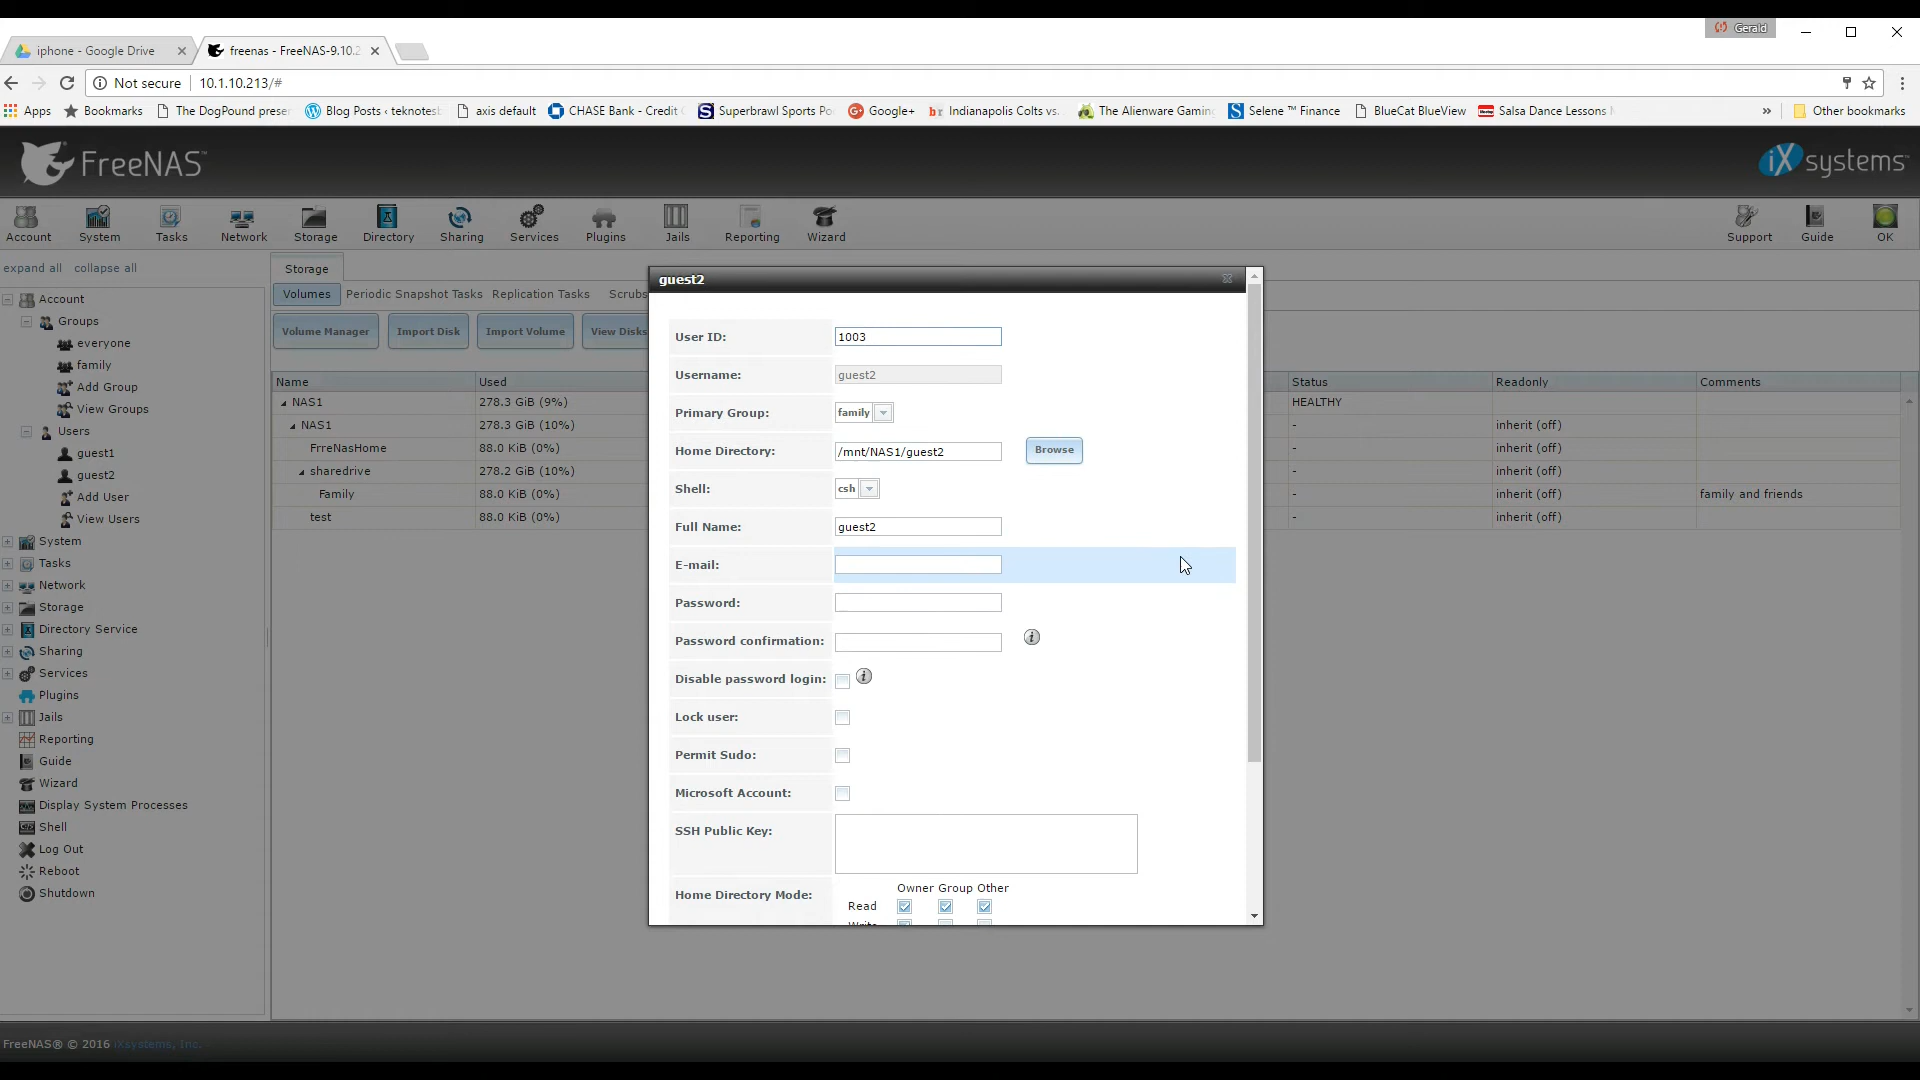 Gerald
iphone - Google Drive
freenas - FreeNAS-9.10.2
Not secure
10.1.10.213/#
Apps
Bookmarks
The DogPound preser
Blog Posts ‹ teknotest
axis default
CHASE Bank - Credit C
Superbrawl Sports Po
Google+
Indianapolis Colts vs.
The Alienware Gaming
Selene ™ Finance
BlueCat BlueView
Salsa Dance Lessons
»
Other bookmarks
FreeNAS™
iXsystems™
Account
System
Tasks
Network
Storage
Directory
Sharing
Services
Plugins
Jails
Reporting
Wizard
Support
Guide
OK
expand all
collapse all
Account
Groups
everyone
family
Add Group
View Groups
Users
guest1
guest2
Add User
View Users
System
Tasks
Network
Storage
Directory Service
Sharing
Services
Plugins
Jails
Reporting
Guide
Wizard
Display System Processes
Shell
Log Out
Reboot
Shutdown
Storage
Volumes
Periodic Snapshot Tasks
Replication Tasks
Scrubs
Volume Manager
Import Disk
Import Volume
View Disks
Name Used Status Readonly Comments
NAS1 278.3 GiB (9%) HEALTHY
NAS1 278.3 GiB (10%) - inherit (off)
FrreNasHome 88.0 KiB (0%) - inherit (off)
sharedrive 278.2 GiB (10%) - inherit (off)
Family 88.0 KiB (0%) - inherit (off) family and friends
test 88.0 KiB (0%) - inherit (off)
guest2
User ID: 1003
Username: guest2
Primary Group: family
Home Directory: /mnt/NAS1/guest2 Browse
Shell: csh
Full Name: guest2
E-mail:
Password:
Password confirmation:
Disable password login:
Lock user:
Permit Sudo:
Microsoft Account:
SSH Public Key:
Home Directory Mode:
Owner Group Other
Read
Write
FreeNAS® © 2016 iXsystems, Inc.